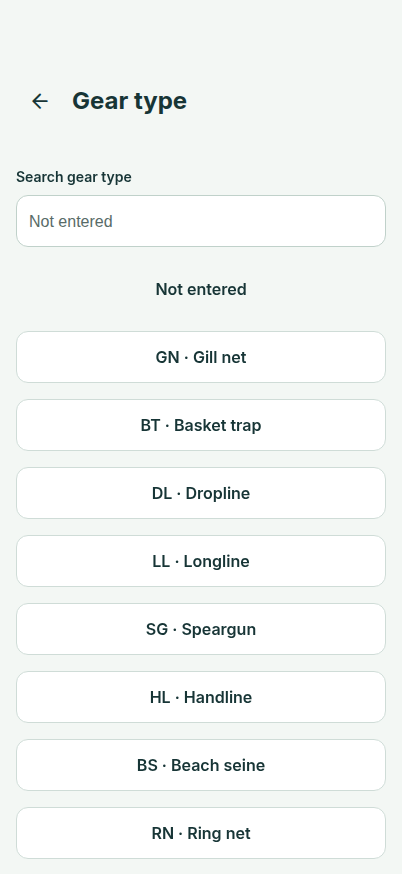 Gear type
Search gear type
Not entered
Not entered
GN · Gill net
BT · Basket trap
DL · Dropline
LL · Longline
SG · Speargun
HL · Handline
BS · Beach seine
RN · Ring net